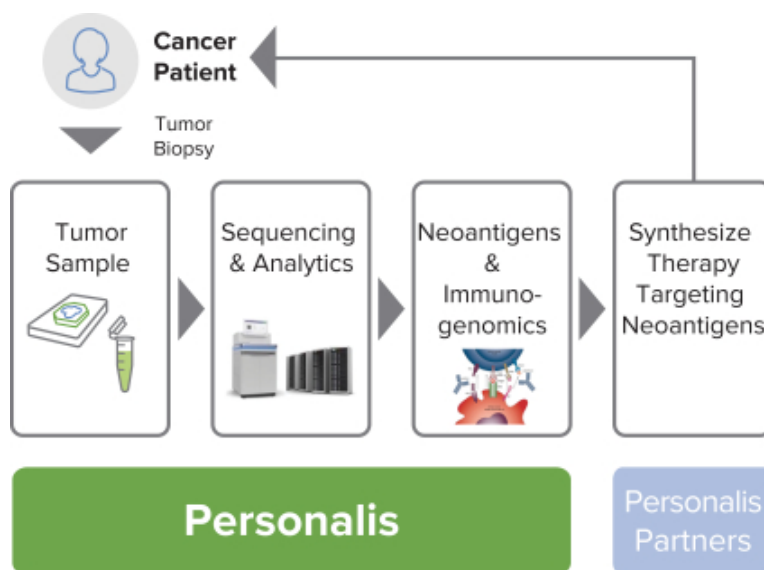 Cancer
Patient
Tumor
Biopsy
Tumor
Sample
Sequencing
& Analytics
Neoantigens
&
Immuno-
genomics
Synthesize
Therapy
Targeting
Neoantigens
Personalis
Personalis
Partners